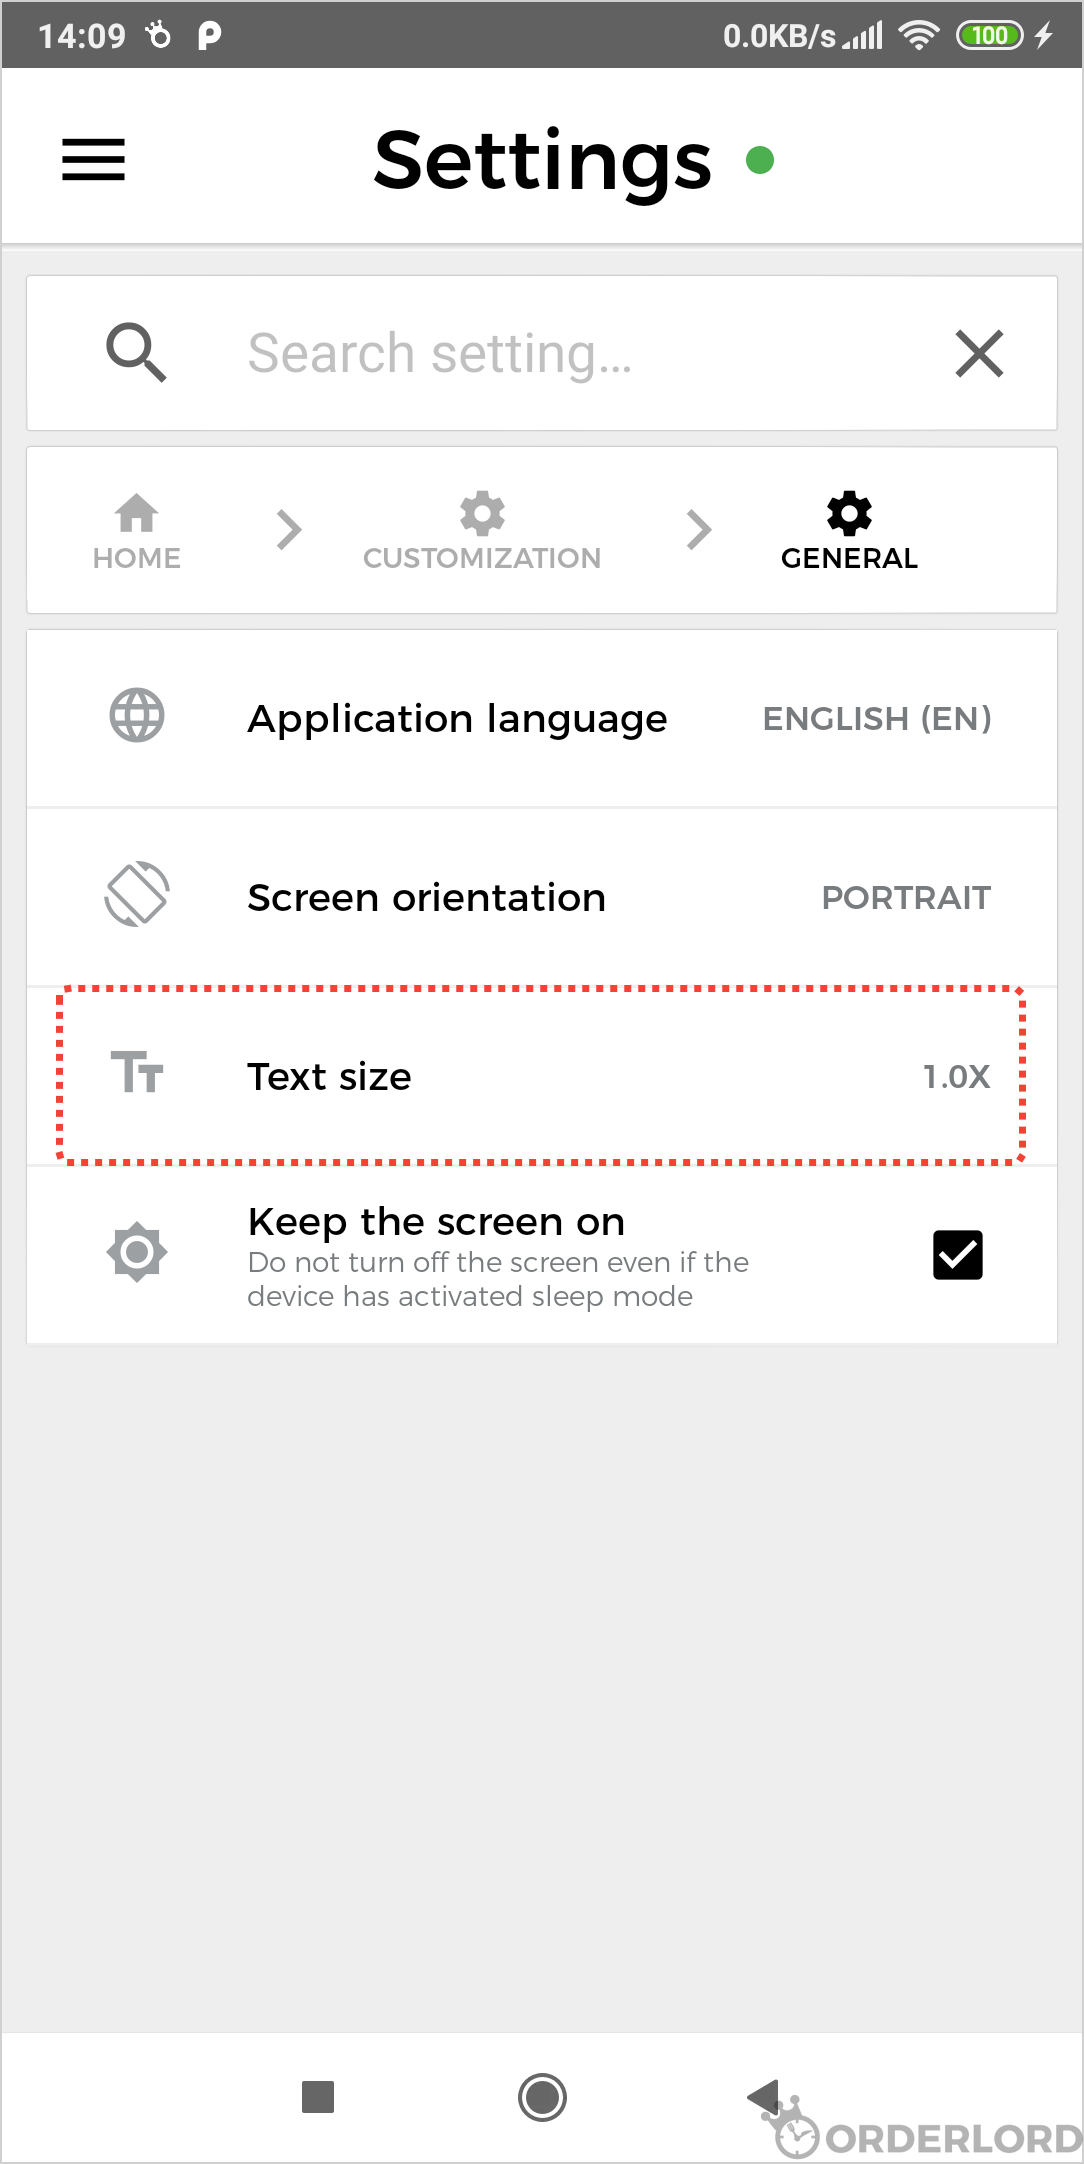 14:09
0.0KB/s
100
Settings
Search setting...
HOME
CUSTOMIZATION
GENERAL
Application language
ENGLISH (EN)
Screen orientation
PORTRAIT
Text size
1.0X
Keep the screen on
Do not turn off the screen even if the
device has activated sleep mode
ORDERLORD